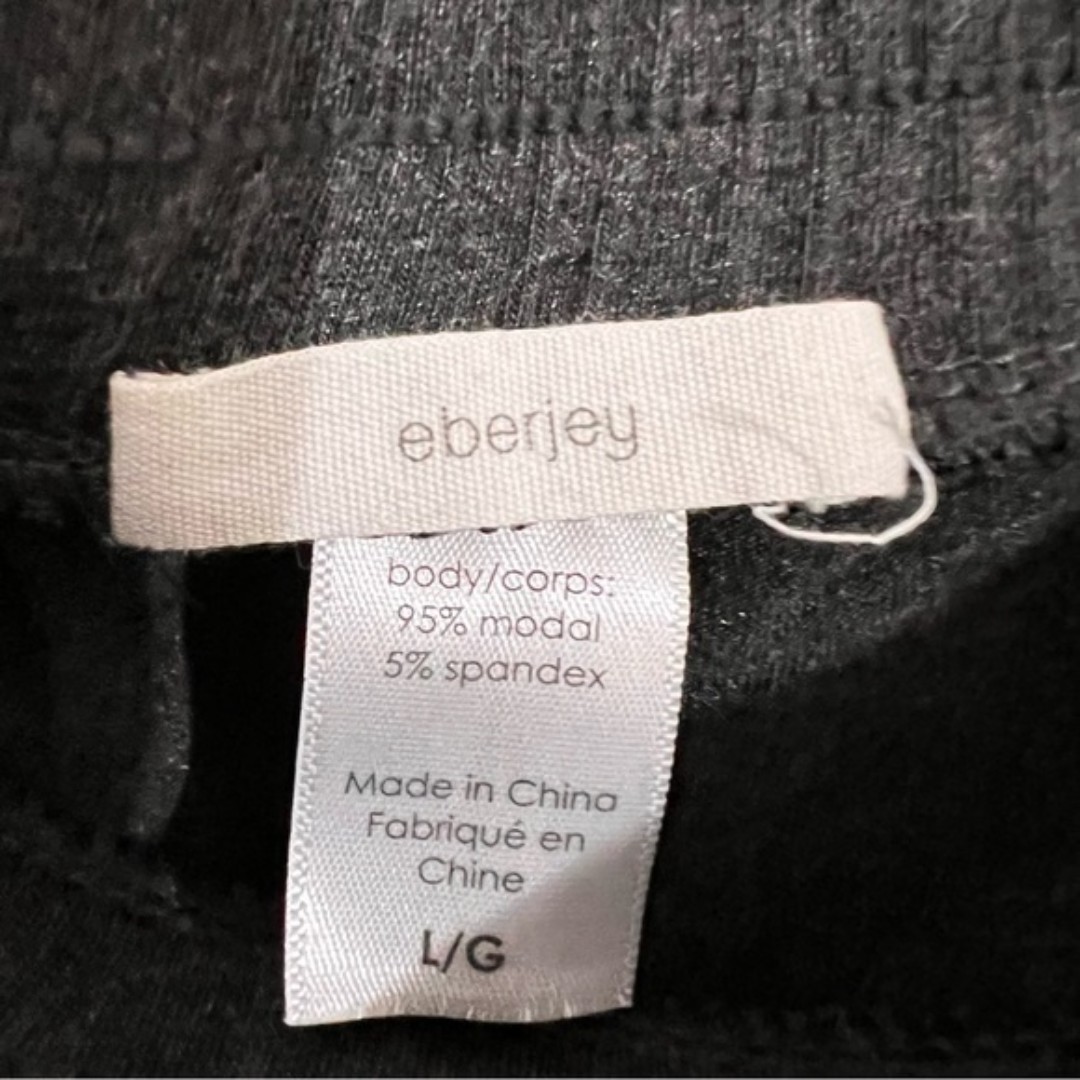 eberjey
body/corps:
95% modal
5% spandex
Made in China
Fabriqué en
Chine
L/G